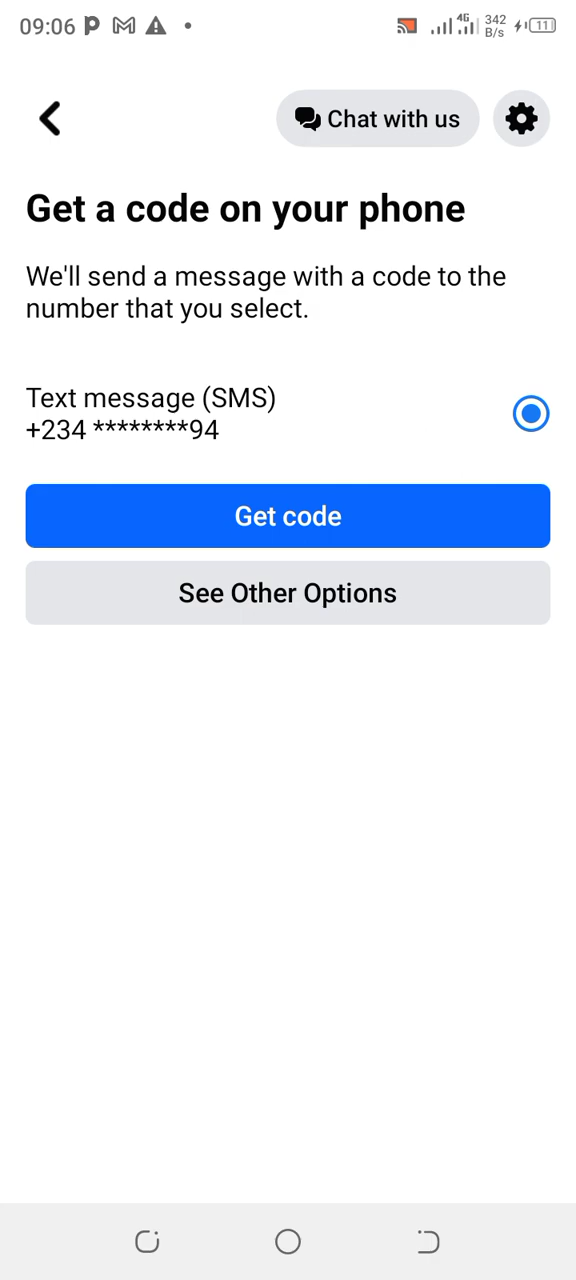 09:06 4G 342 B/s 11
Chat with us
Get a code on your phone
We'll send a message with a code to the
number that you select.
Text message (SMS)
+234 ********94
Get code
See Other Options